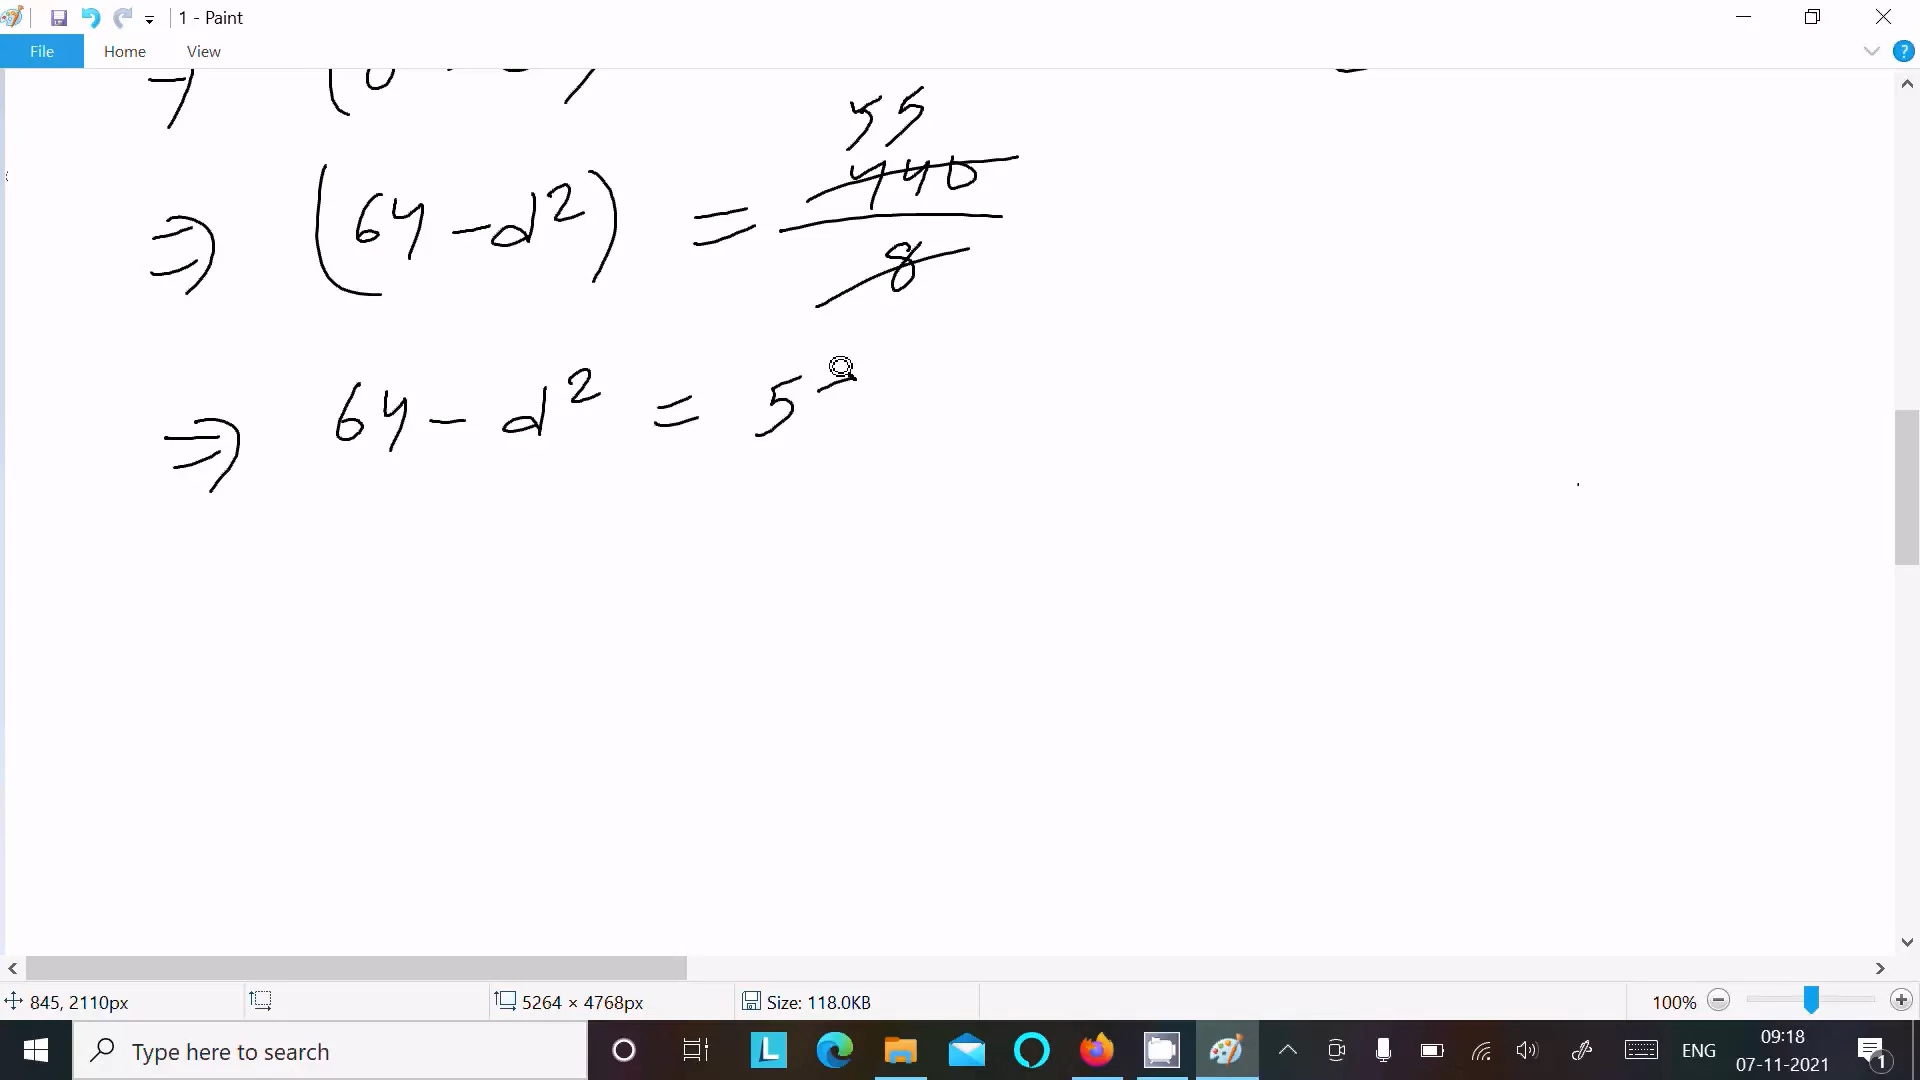 1 - Paint
File Home View
55
⇒ (64 - d²) = 440/8
⇒ 64 - d² = 5
845, 2110px
5264 × 4768px
Size: 118.0KB
100%
Type here to search
L
ENG
09:18
07-11-2021
1